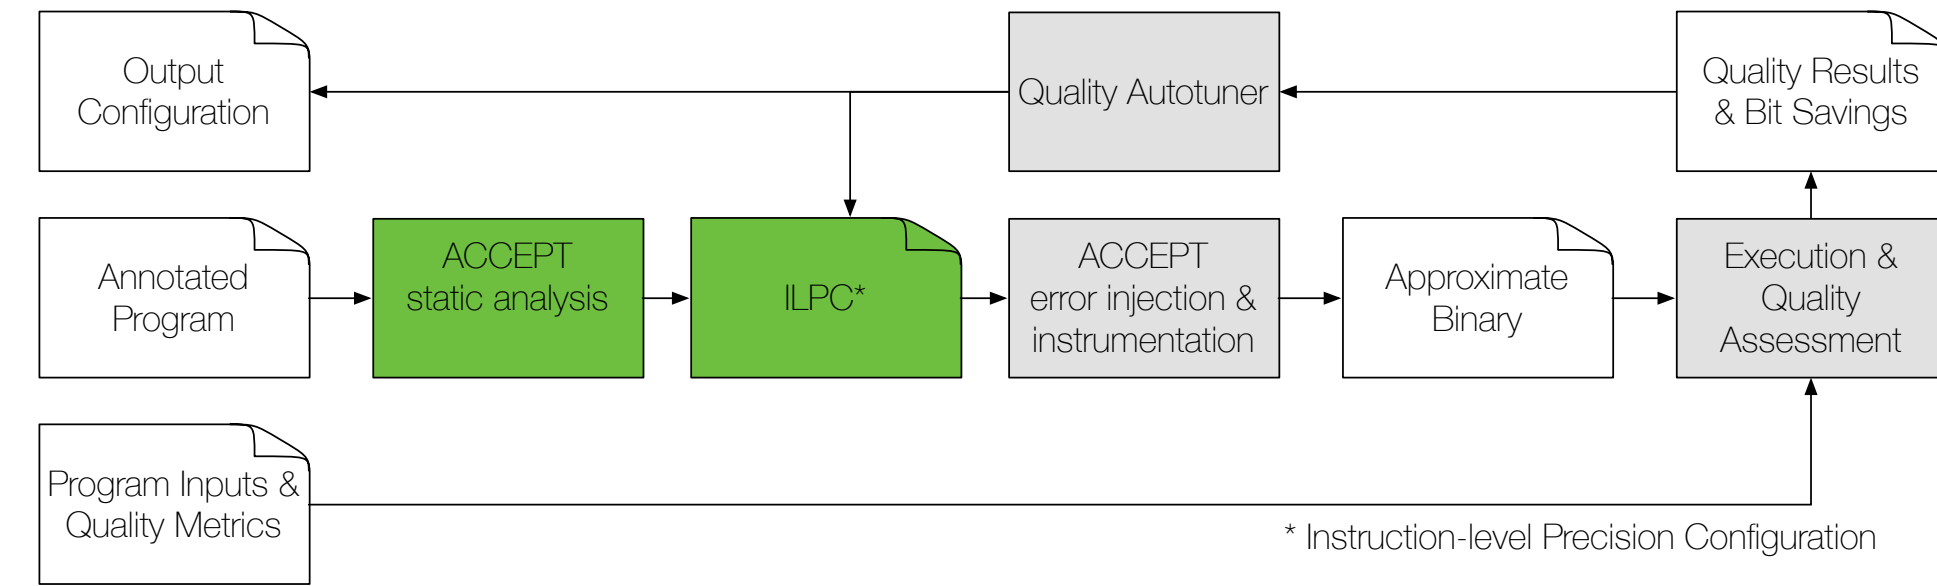 Output
Configuration
Quality Autotuner
Quality Results
& Bit Savings
Annotated
Program
ACCEPT
static analysis
ILPC*
ACCEPT
error injection &
instrumentation
Approximate
Binary
Execution &
Quality
Assessment
Program Inputs &
Quality Metrics
* Instruction-level Precision Configuration